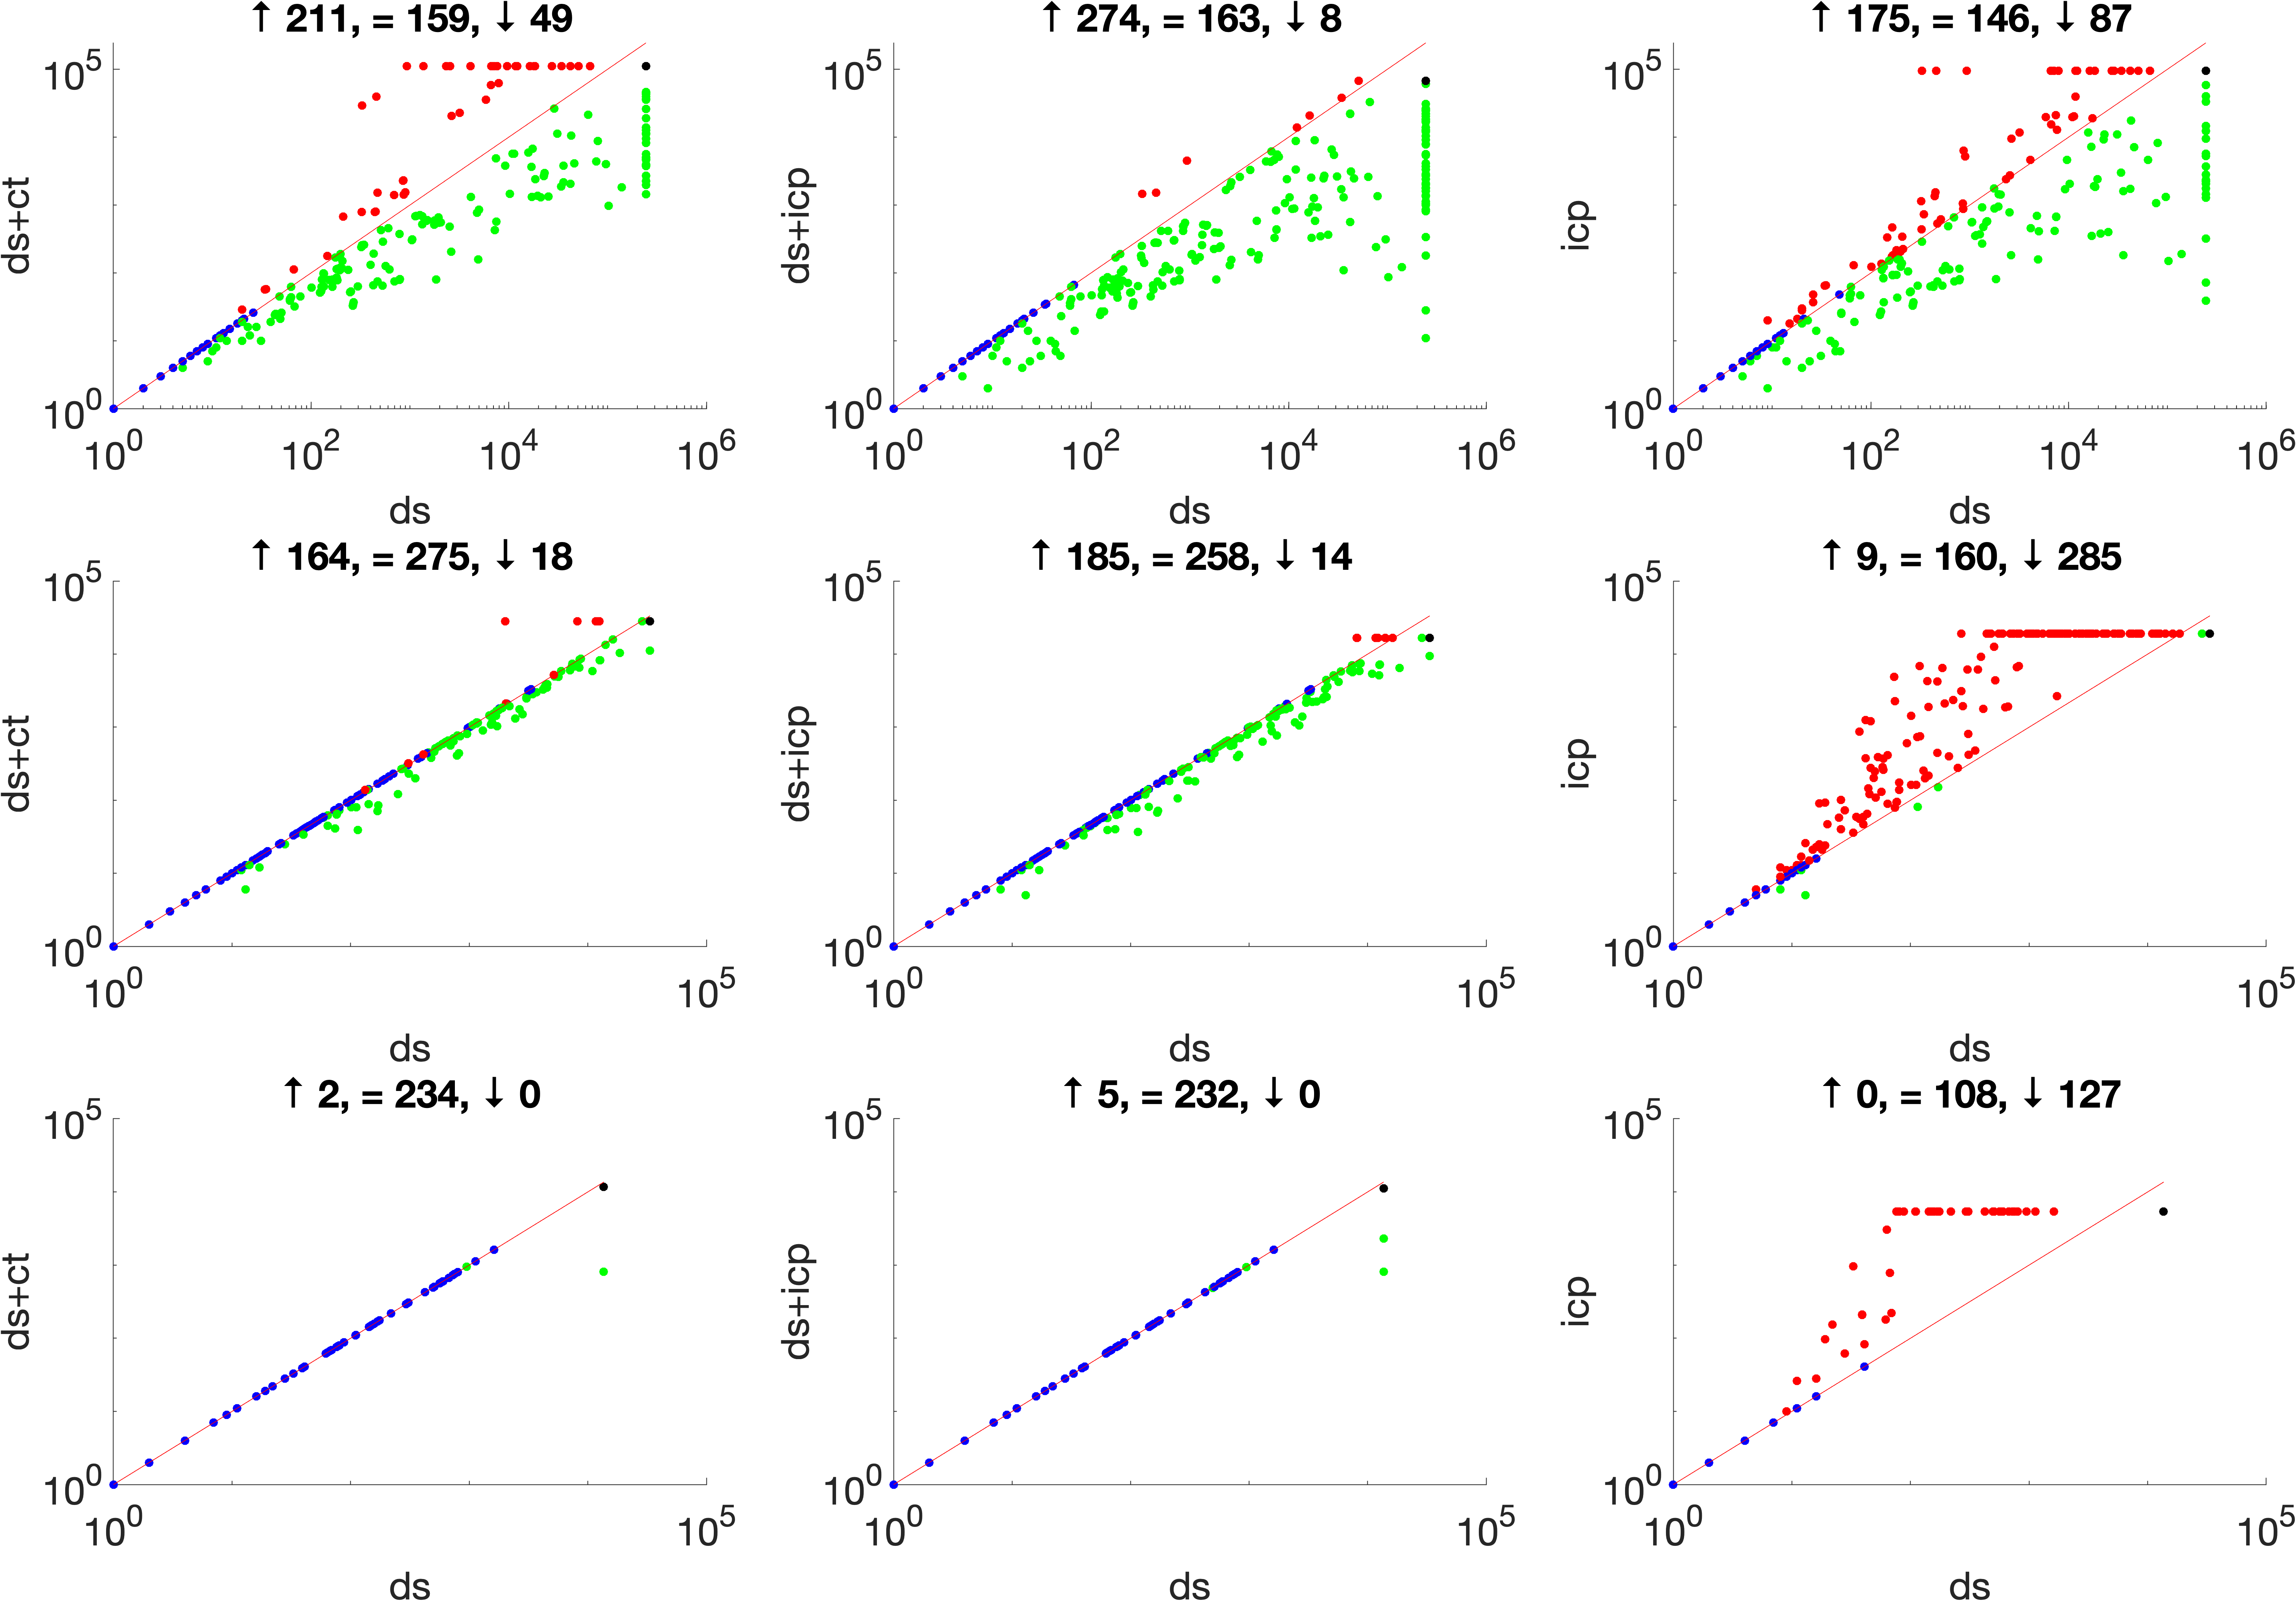 ↑ 211, = 159, ↓ 49
↑ 274, = 163, ↓ 8
↑ 175, = 146, ↓ 87
10^5
10^0
ds+ct
10^0 10^2 10^4 10^6
ds
10^5
10^0
ds+icp
10^0 10^2 10^4 10^6
ds
10^5
10^0
icp
10^0 10^2 10^4 10^6
ds
↑ 164, = 275, ↓ 18
↑ 185, = 258, ↓ 14
↑ 9, = 160, ↓ 285
10^5
10^0
ds+ct
10^0 10^5
ds
10^5
10^0
ds+icp
10^0 10^5
ds
10^5
10^0
icp
10^0 10^5
ds
↑ 2, = 234, ↓ 0
↑ 5, = 232, ↓ 0
↑ 0, = 108, ↓ 127
10^5
10^0
ds+ct
10^0 10^5
ds
10^5
10^0
ds+icp
10^0 10^5
ds
10^5
10^0
icp
10^0 10^5
ds